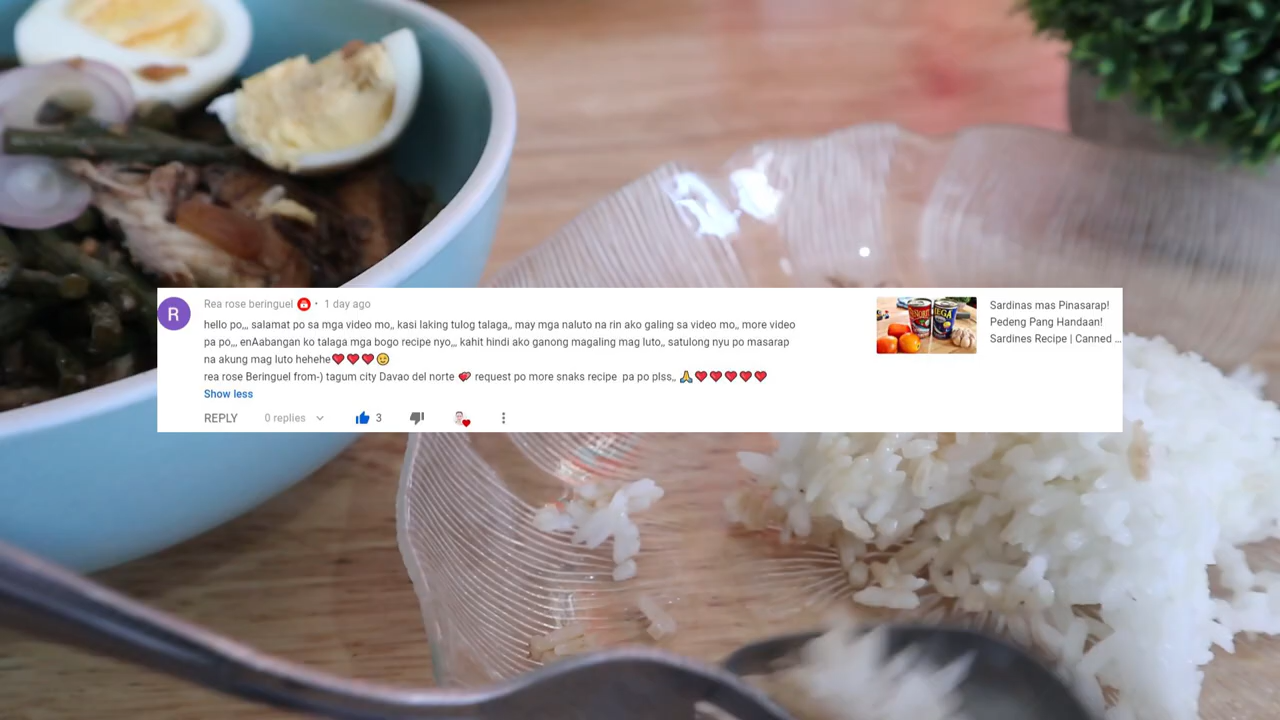 R
Rea rose beringuel · 1 day ago
hello po,,, salamat po sa mga video mo,, kasi laking tulog talaga,, may mga naluto na rin ako galing sa video mo,, more video
pa po,,, enAabangan ko talaga mga bogo recipe nyo,,, kahit hindi ako ganong magaling mag luto,, satulong nyu po masarap
na akung mag luto hehehe❤️❤️❤️😉
rea rose Beringuel from-) tagum city Davao del norte 💝 request po more snaks recipe pa po plss,, 🙏❤️❤️❤️❤️❤️
Show less
REPLY 0 replies 3
Sardinas mas Pinasarap!
Pedeng Pang Handaan!
Sardines Recipe | Canned ...
MEGA